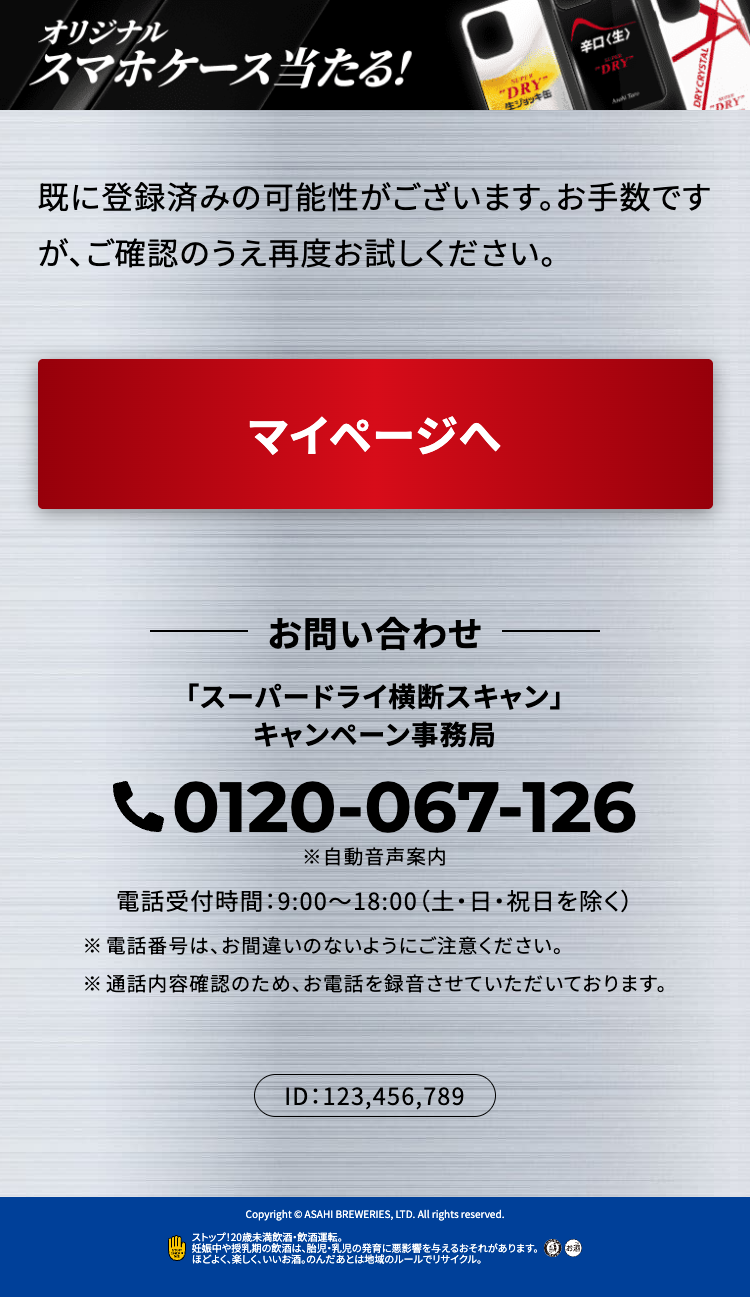 オリジナル
スマホケース当たる!
SUPER
"DRY"
生ジョッキ缶
辛口〈生〉
SUPER
"DRY"
Asahi Taro
DRY CRYSTAL
SUPER
"DRY"
既に登録済みの可能性がございます。お手数です
が、ご確認のうえ再度お試しください。
マイページへ
お問い合わせ
「スーパードライ横断スキャン」
キャンペーン事務局
0120-067-126
※自動音声案内
電話受付時間：9:00〜18:00（土・日・祝日を除く）
※ 電話番号は、お間違いのないようにご注意ください。
※ 通話内容確認のため、お電話を録音させていただいております。
ID：123,456,789
Copyright © ASAHI BREWERIES, LTD. All rights reserved.
ストップ!20歳未満飲酒・飲酒運転。
妊娠中や授乳期の飲酒は、胎児・乳児の発育に悪影響を与えるおそれがあります。
お酒
ほどよく、楽しく、いいお酒。のんだあとは地域のルールでリサイクル。